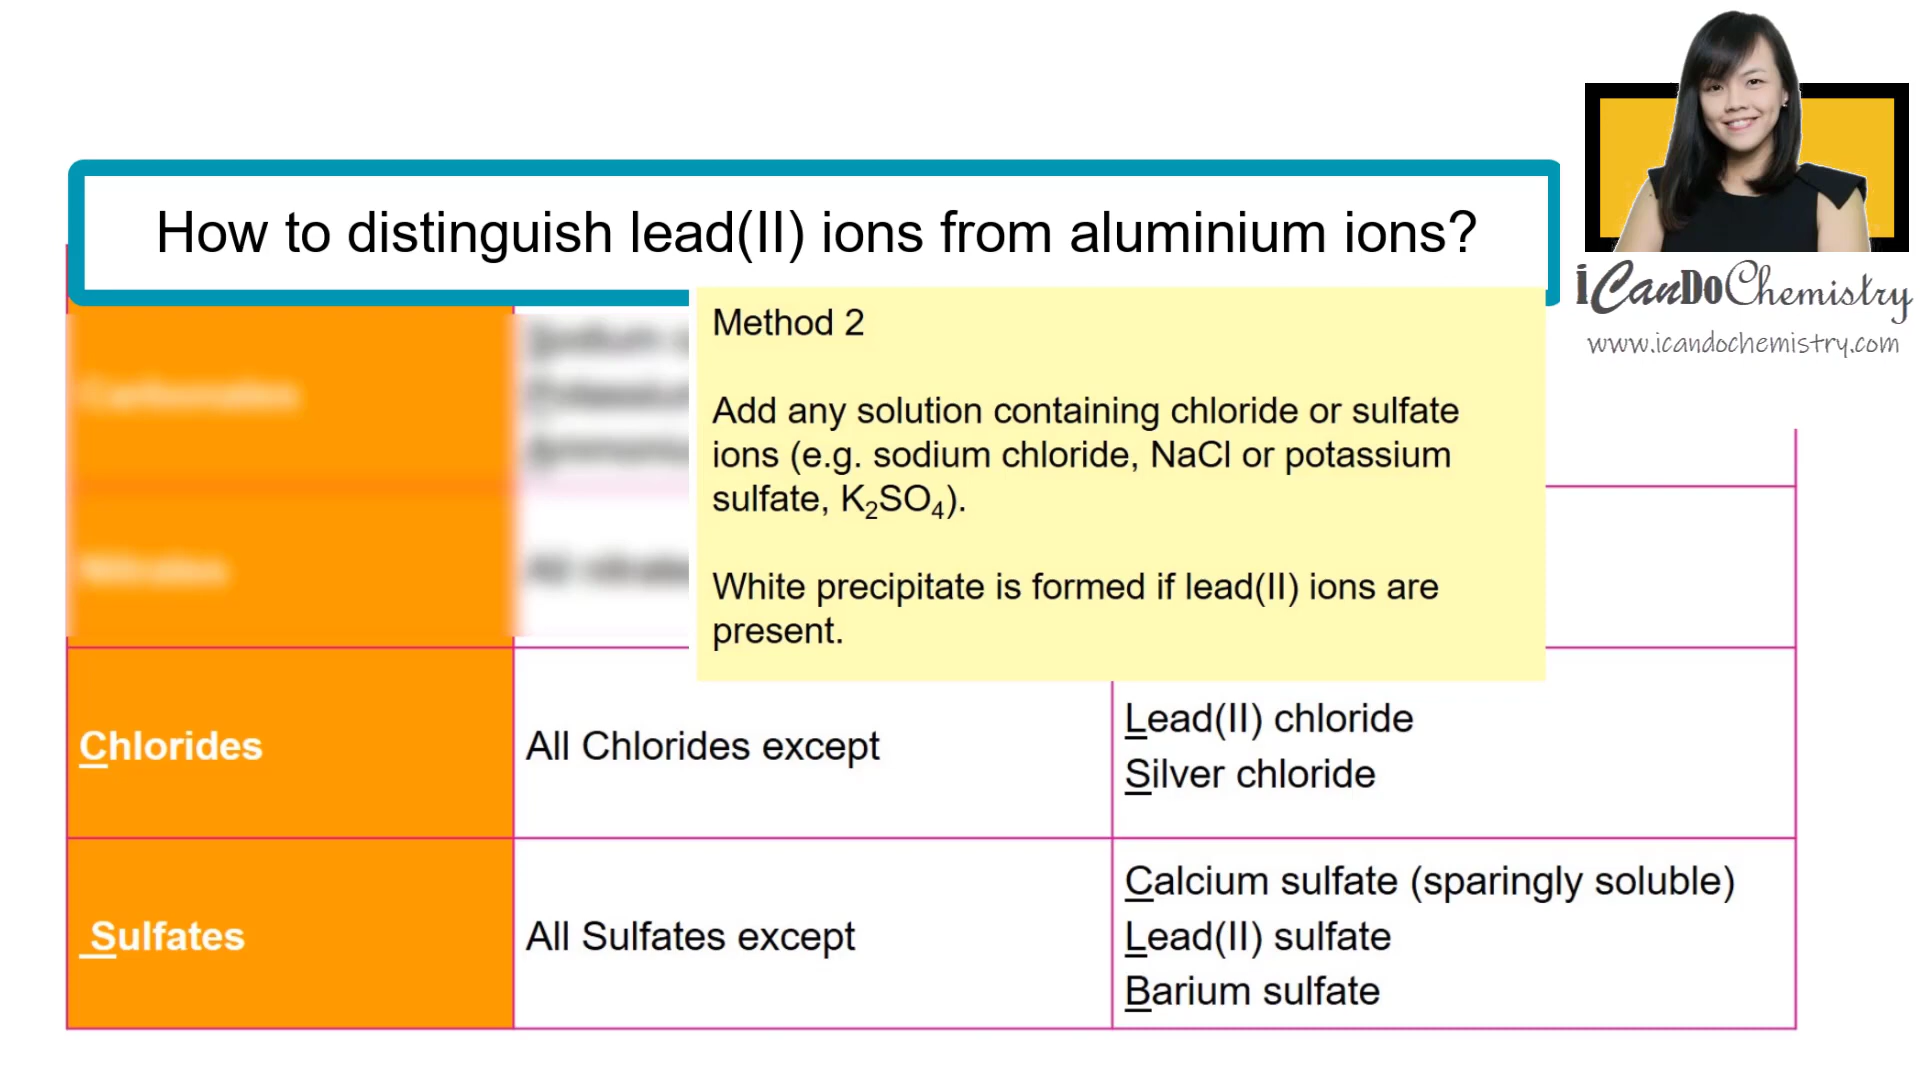 How to distinguish lead(II) ions from aluminium ions?
iCanDoChemistry
www.icandochemistry.com
Method 2
Add any solution containing chloride or sulfate
ions (e.g. sodium chloride, NaCl or potassium
sulfate, K₂SO₄).
White precipitate is formed if lead(II) ions are
present.
Carbonates
Nitrates
Chlorides
All Chlorides except
Lead(II) chloride
Silver chloride
Sulfates
All Sulfates except
Calcium sulfate (sparingly soluble)
Lead(II) sulfate
Barium sulfate